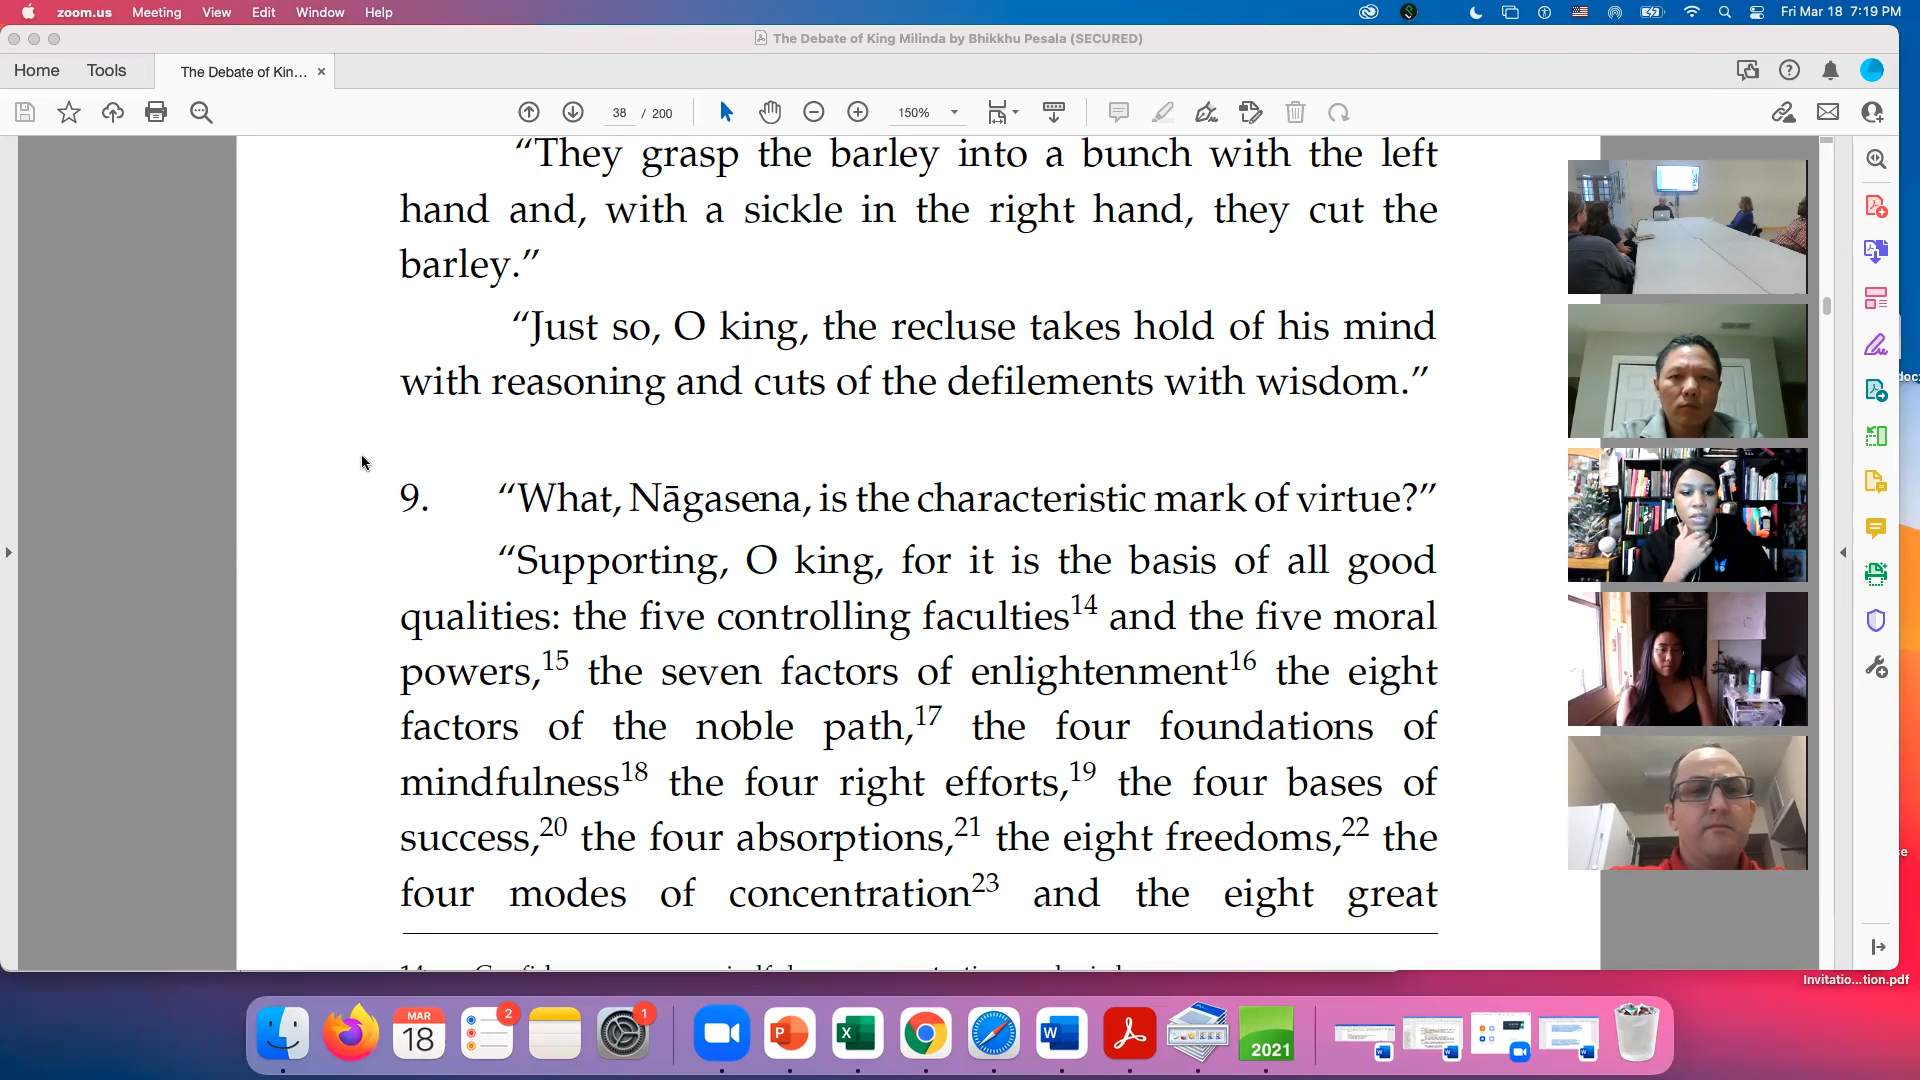 zoom.us Meeting View Edit Window Help
Fri Mar 18 7:19 PM
The Debate of King Milinda by Bhikkhu Pesala (SECURED)
Home Tools The Debate of Kin... ×
38 / 200
150%
“They grasp the barley into a bunch with the left
hand and, with a sickle in the right hand, they cut the
barley.”
“Just so, O king, the recluse takes hold of his mind
with reasoning and cuts of the defilements with wisdom.”
9. “What, Nāgasena, is the characteristic mark of virtue?”
“Supporting, O king, for it is the basis of all good
qualities: the five controlling faculties14 and the five moral
powers,15 the seven factors of enlightenment16 the eight
factors of the noble path,17 the four foundations of
mindfulness18 the four right efforts,19 the four bases of
success,20 the four absorptions,21 the eight freedoms,22 the
four modes of concentration23 and the eight great
Invitatio...tion.pdf
MAR
18
2
1
P
X
W
2021
W
W
W